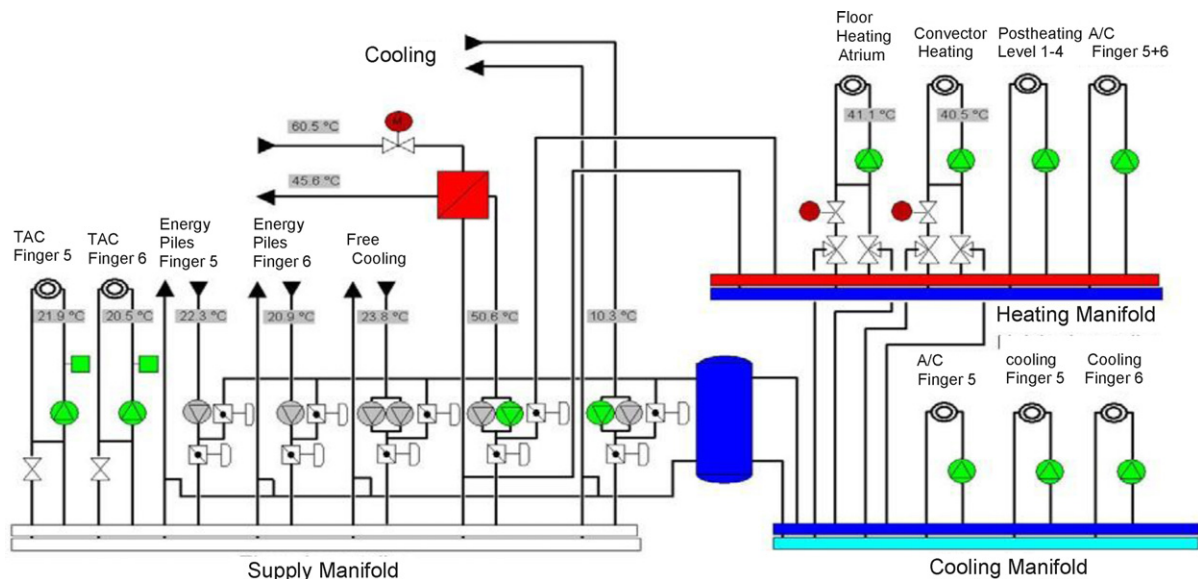 Floor
Heating
Atrium
Convector
Heating
Postheating
Level 1-4
A/C
Finger 5+6
Cooling
60.5 °C
41.1 °C
40.5 °C
45.6 °C
TAC
Finger 5
TAC
Finger 6
Energy
Piles
Finger 5
Energy
Piles
Finger 6
Free
Cooling
21.9 °C
20.5 °C
22.3 °C
20.9 °C
23.8 °C
50.6 °C
10.3 °C
Heating Manifold
A/C
Finger 5
cooling
Finger 5
Cooling
Finger 6
Supply Manifold
Cooling Manifold